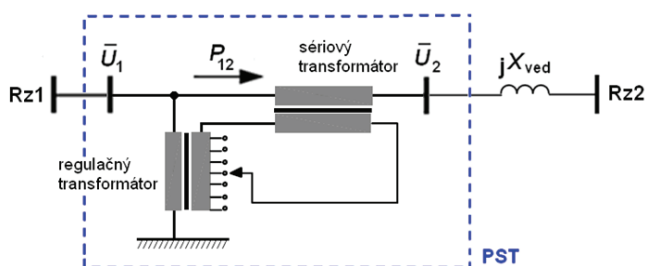 sériový
transformátor
Ū₁
P₁₂
Ū₂
jXved
Rz1
Rz2
regulačný
transformátor
PST